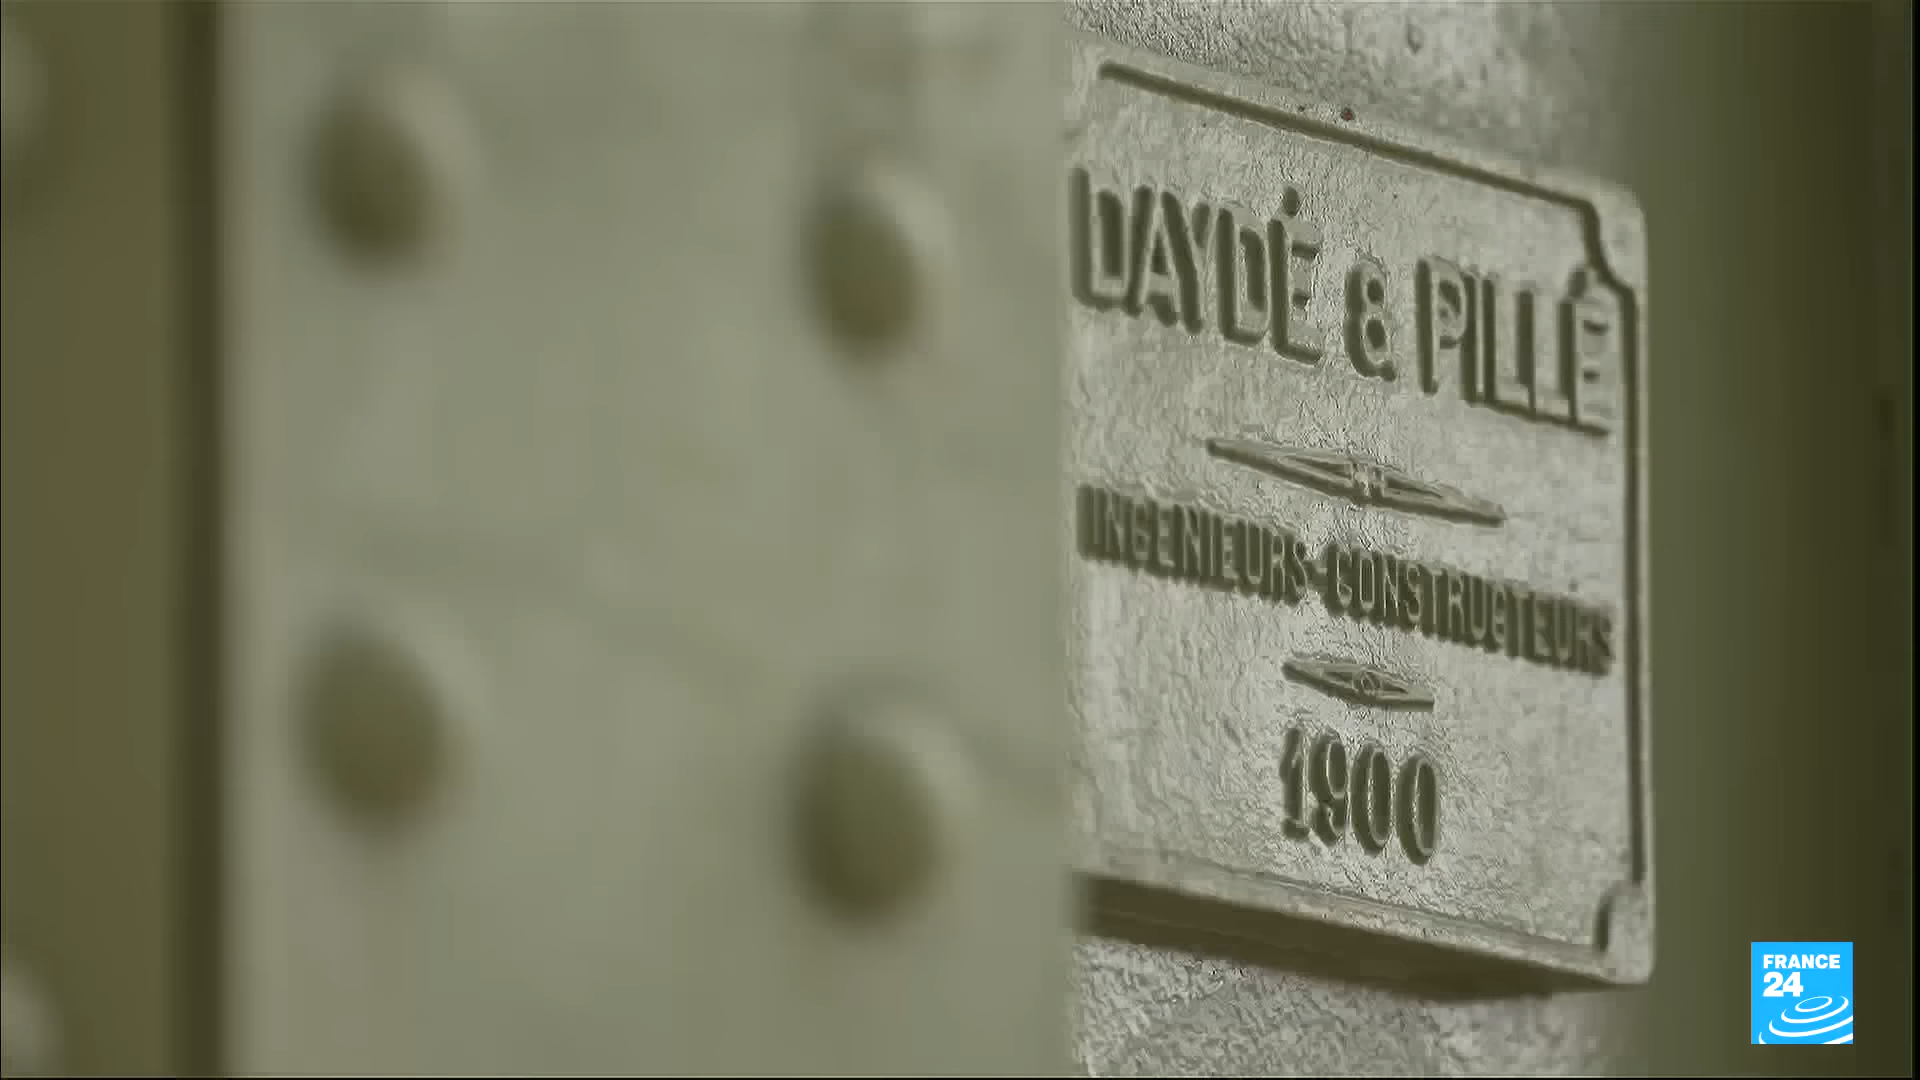 DAYDÉ & PILLÉ
INGENIEURS-CONSTRUCTEURS
1900
FRANCE
24